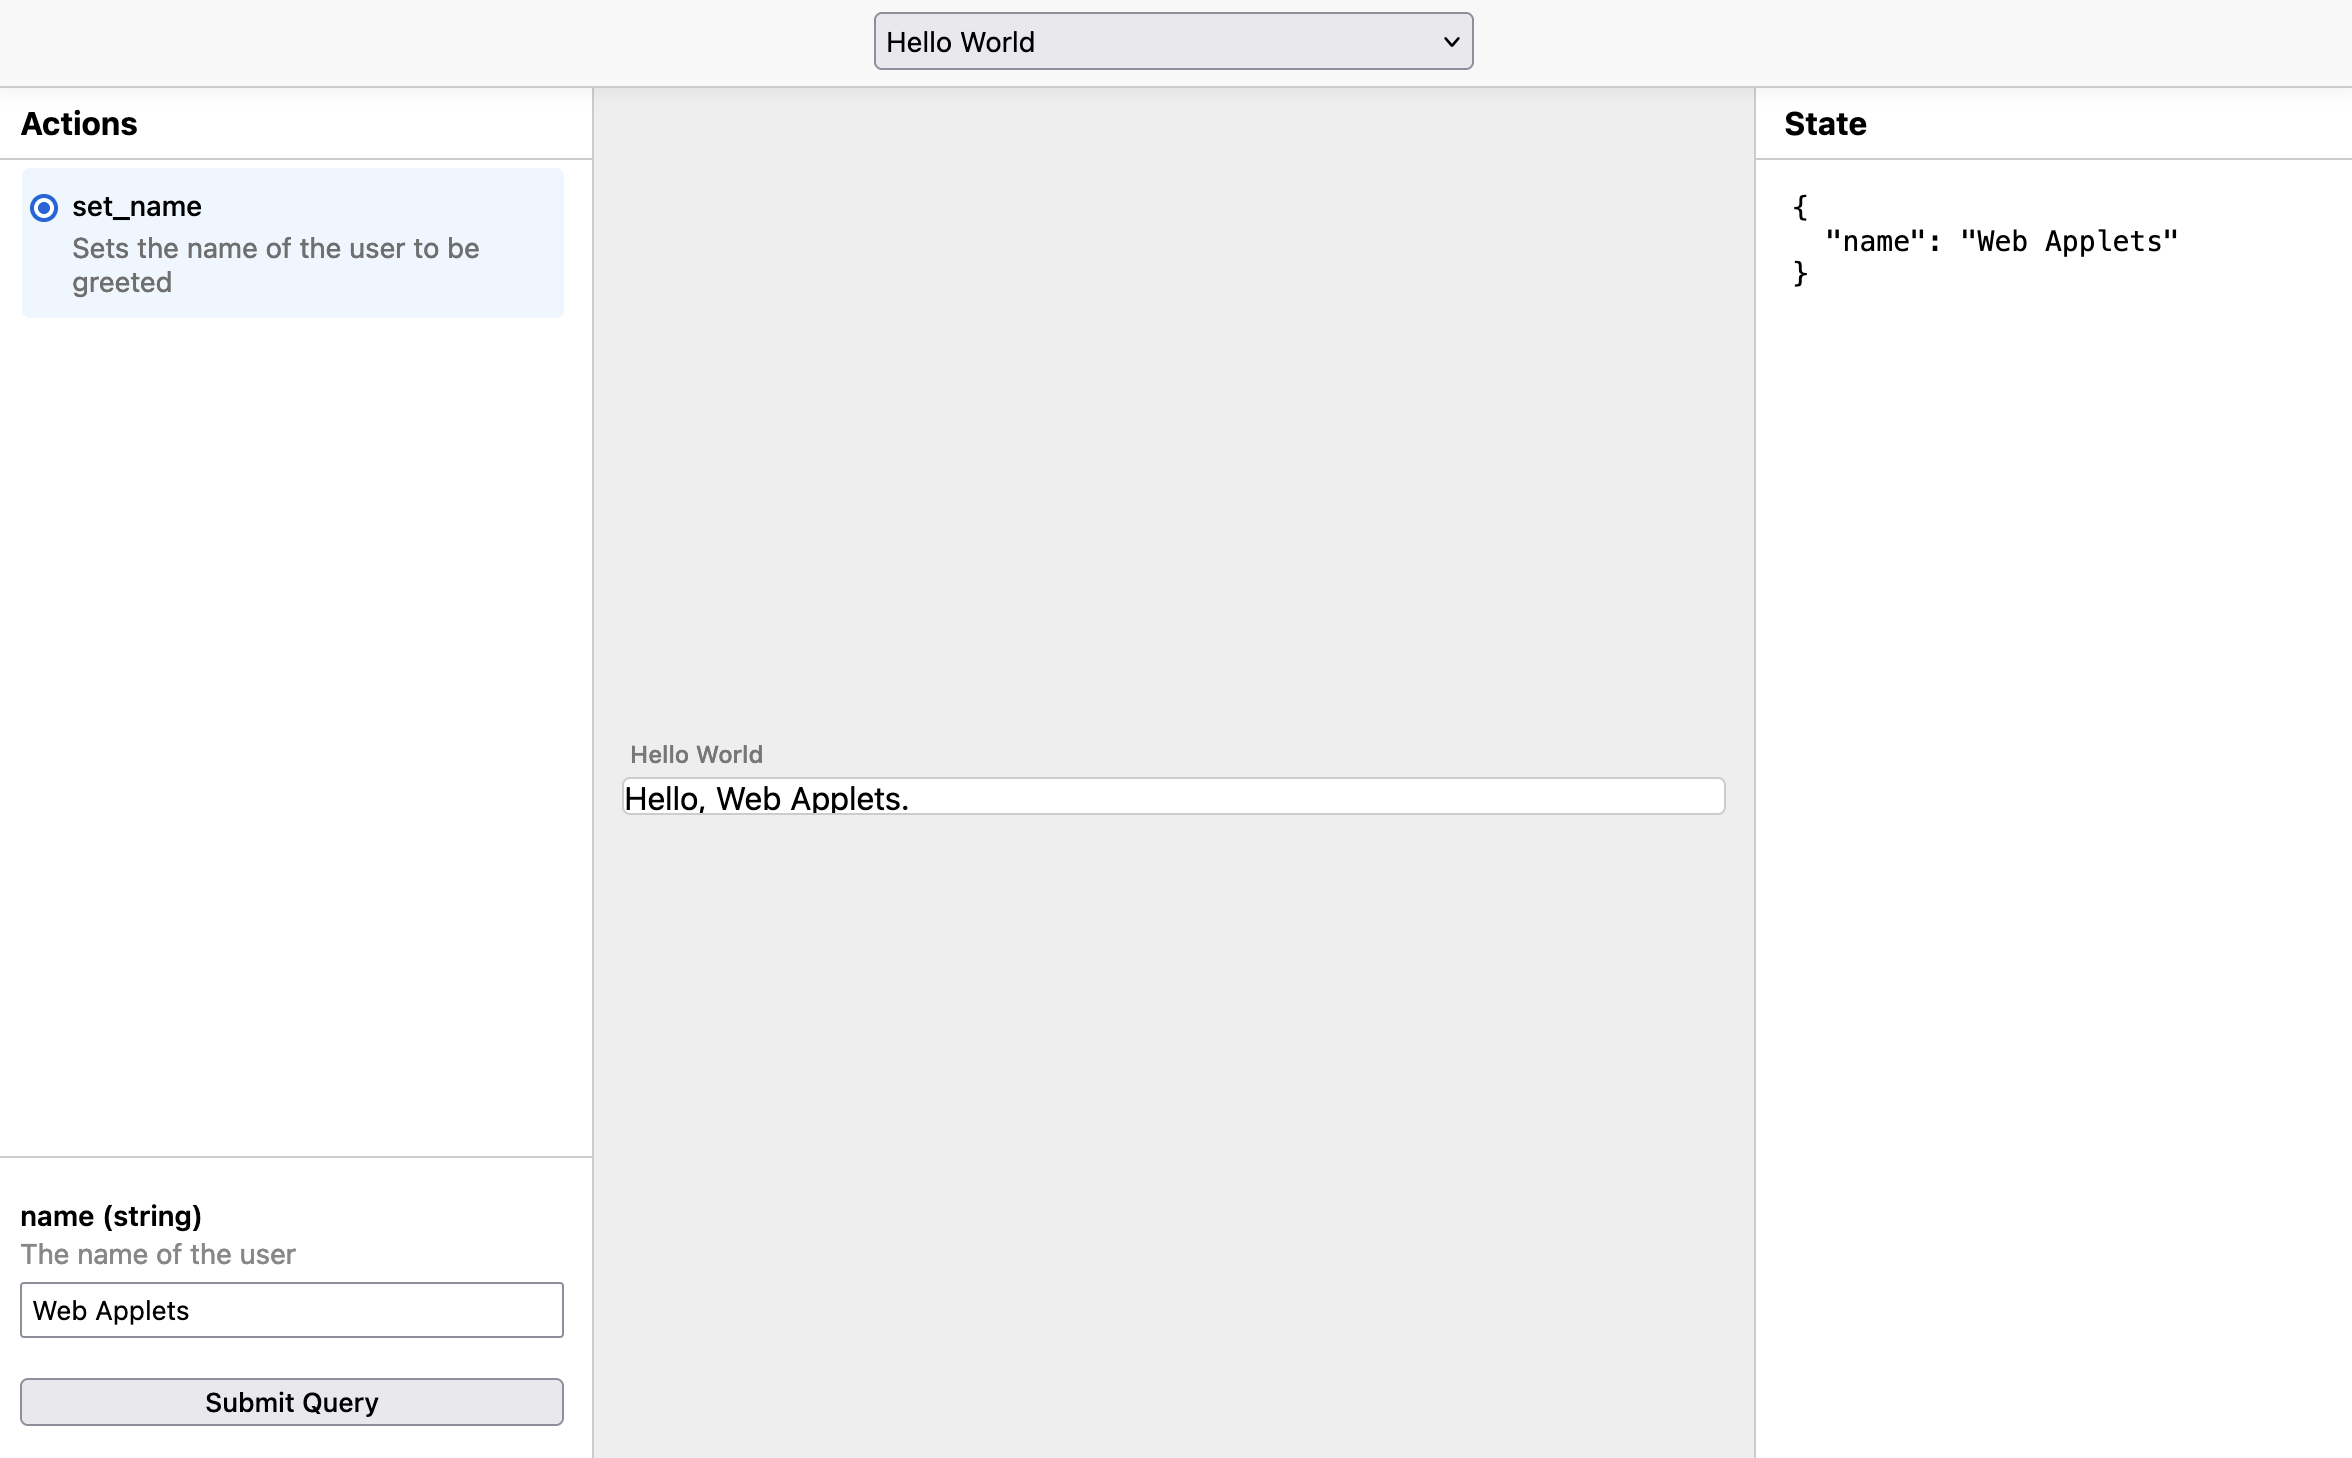 Hello World
Actions
set_name
Sets the name of the user to be
greeted
name (string)
The name of the user
Web Applets
Submit Query
Hello World
Hello, Web Applets.
State
{
  "name": "Web Applets"
}